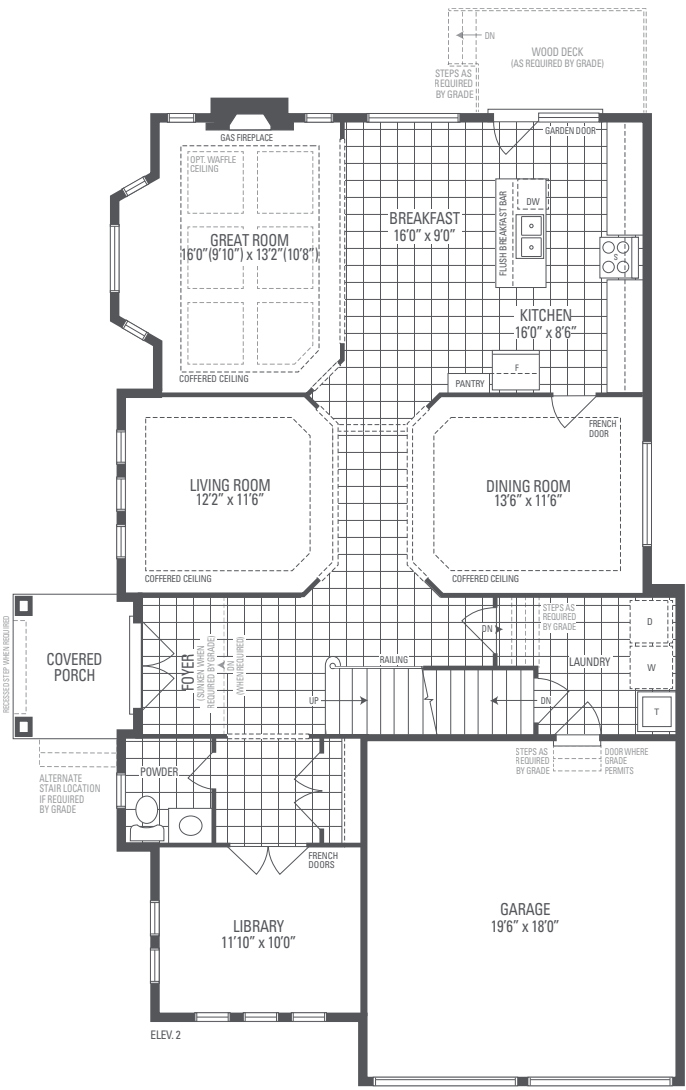 DN
WOOD DECK
(AS REQUIRED BY GRADE)
STEPS AS
REQUIRED
BY GRADE
GAS FIREPLACE
GARDEN DOOR
OPT. WAFFLE
CEILING
DW
FLUSH BREAKFAST BAR
BREAKFAST
16'0" x 9'0"
GREAT ROOM
16'0"(9'10") x 13'2"(10'8")
S
KITCHEN
16'0" x 8'6"
F
PANTRY
COFFERED CEILING
FRENCH
DOOR
LIVING ROOM
12'2" x 11'6"
DINING ROOM
13'6" x 11'6"
COFFERED CEILING
COFFERED CEILING
RECESSED STEP WHEN REQUIRED
COVERED
PORCH
FOYER
(SUNKEN WHEN
REQUIRED BY GRADE)
DN
(WHEN REQUIRED)
RAILING
DN
STEPS AS
REQUIRED
BY GRADE
D
LAUNDRY
W
UP
DN
T
ALTERNATE
STAIR LOCATION
IF REQUIRED
BY GRADE
POWDER
STEPS AS
REQUIRED
BY GRADE
DOOR WHERE
GRADE
PERMITS
FRENCH
DOORS
LIBRARY
11'10" x 10'0"
GARAGE
19'6" x 18'0"
ELEV. 2